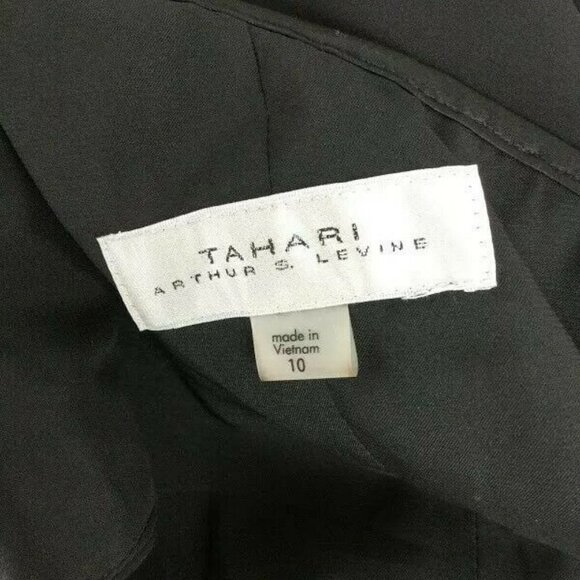 TAHARI
ARTHUR S. LEVINE
made in
Vietnam
10